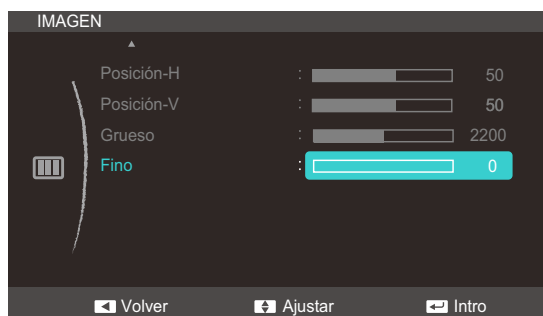 IMAGEN
Posición-H : 50
Posición-V : 50
Grueso : 2200
Fino : 0
Volver Ajustar Intro